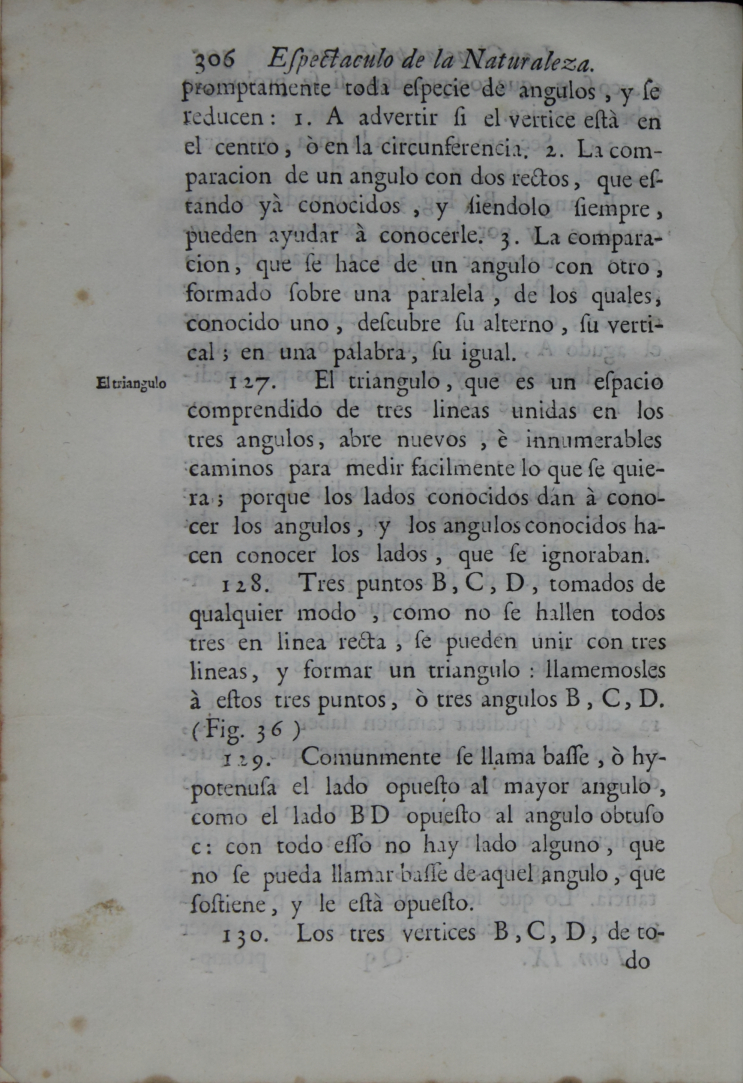 306 Eſpectaculo de la Naturaleza.
promptamente toda eſpecie de angulos, y ſe
reducen: 1. A advertir ſi el vertice eſtà en
el centro, ò en la circunferencia. 2. La com-
paracion de un angulo con dos rectos, que eſ-
tando yà conocidos, y ſiendolo ſiempre,
pueden ayudar à conocerle. 3. La compara-
cion, que ſe hace de un angulo con otro,
formado ſobre una paralela, de los quales,
conocido uno, deſcubre ſu alterno, ſu verti-
cal; en una palabra, ſu igual.
El triangulo
127. El triangulo, que es un eſpacio
comprendido de tres lineas unidas en los
tres angulos, abre nuevos, è innumerables
caminos para medir facilmente lo que ſe quie-
ra; porque los lados conocidos dan à cono-
cer los angulos, y los angulos conocidos ha-
cen conocer los lados, que ſe ignoraban.
128. Tres puntos B, C, D, tomados de
qualquier modo, como no ſe hallen todos
tres en linea recta, ſe pueden unir con tres
lineas, y formar un triangulo: llamemosles
à eſtos tres puntos, ò tres angulos B, C, D.
(Fig. 36)
129. Comunmente ſe llama baſſe, ò hy-
potenuſa el lado opueſto al mayor angulo,
como el lado BD opueſto al angulo obtuſo
c: con todo eſſo no hay lado alguno, que
no ſe pueda llamar baſſe de aquel angulo, que
ſoſtiene, y le eſtà opueſto.
130. Los tres vertices B, C, D, de to-
do